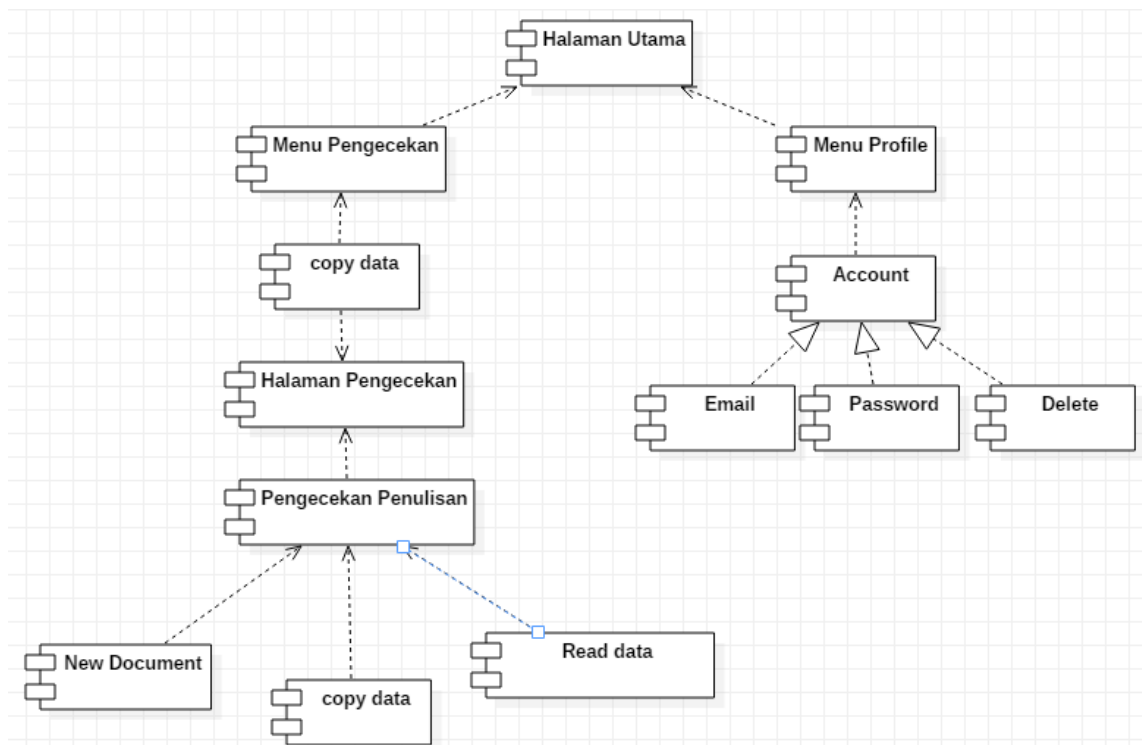 Halaman Utama
Menu Pengecekan
Menu Profile
copy data
Account
Halaman Pengecekan
Email
Password
Delete
Pengecekan Penulisan
New Document
copy data
Read data